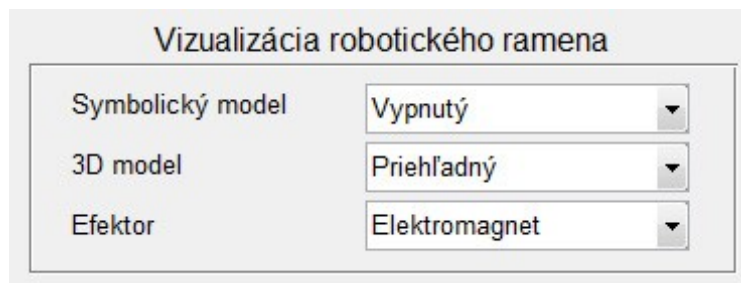 Vizualizácia robotického ramena
Symbolický model Vypnutý
3D model Priehľadný
Efektor Elektromagnet